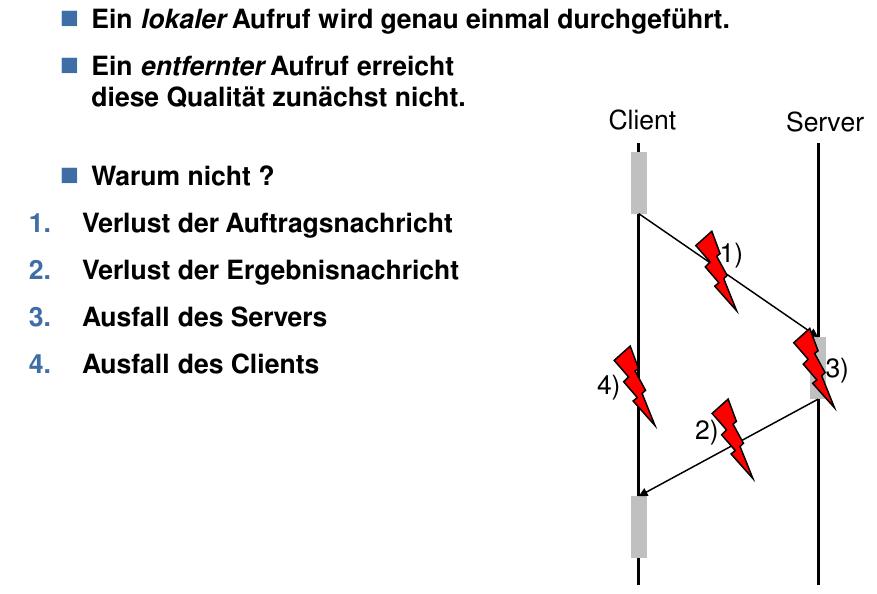 Ein lokaler Aufruf wird genau einmal durchgeführt.
Ein entfernter Aufruf erreicht
diese Qualität zunächst nicht.
Warum nicht ?
1. Verlust der Auftragsnachricht
2. Verlust der Ergebnisnachricht
3. Ausfall des Servers
4. Ausfall des Clients
Client
Server
1)
3)
4)
2)